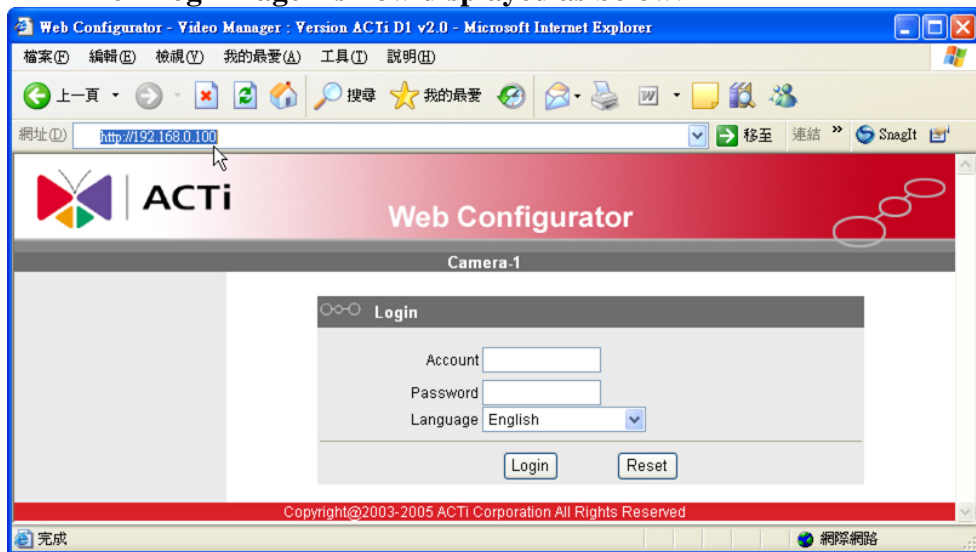 Web Configurator - Video Manager : Version ACTi D1 v2.0 - Microsoft Internet Explorer
檔案(F) 編輯(E) 檢視(V) 我的最愛(A) 工具(T) 說明(H)
上一頁 搜尋 我的最愛
網址(D) http://192.168.0.100 移至 連結 » SnagIt
ACTi
Web Configurator
Camera-1
Login
Account
Password
Language English
Login Reset
Copyright@2003-2005 ACTi Corporation All Rights Reserved
完成 網際網路